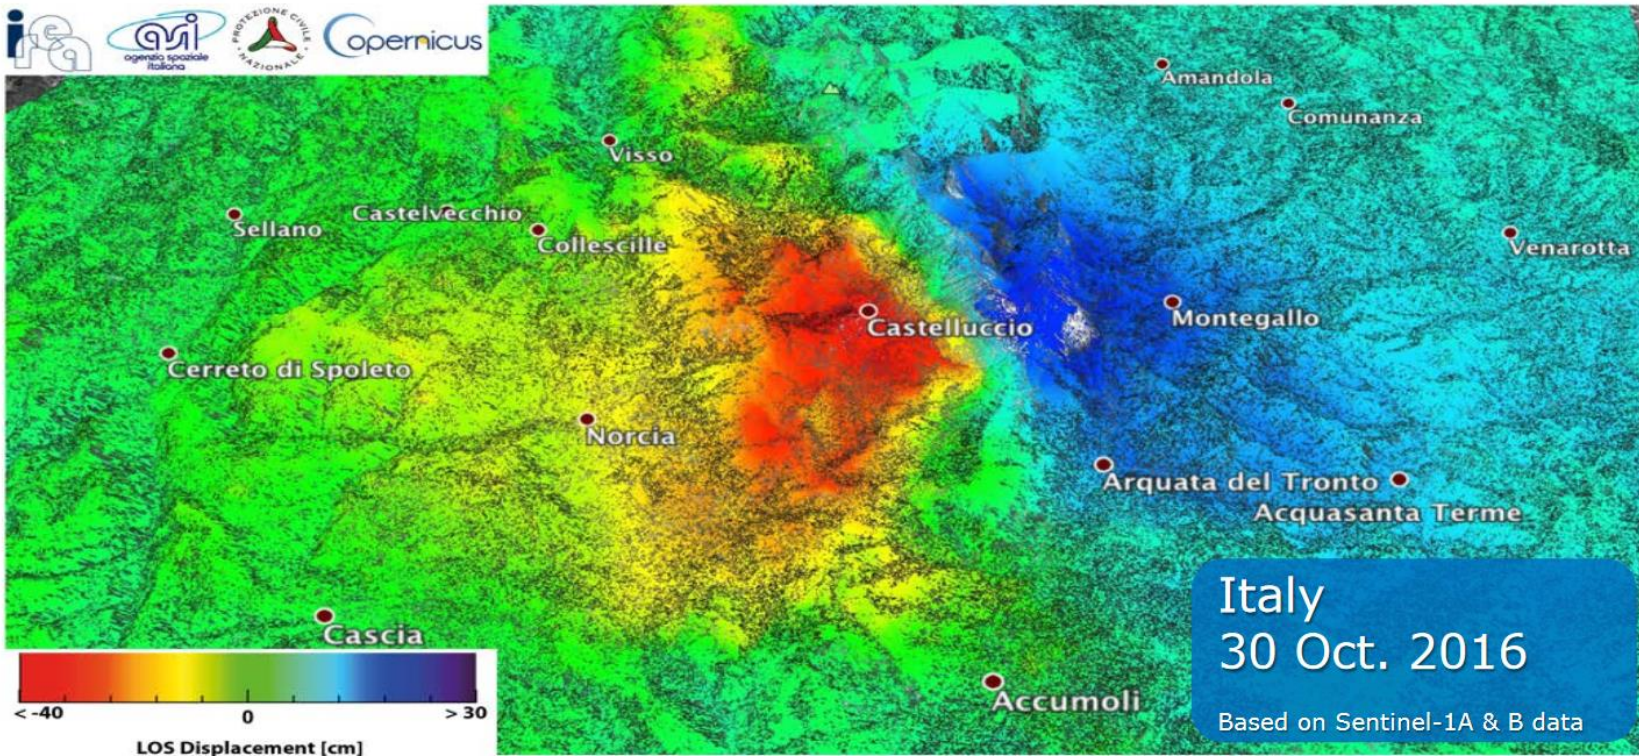 irea
asi
agenzia spaziale
italiana
PROTEZIONE CIVILE
NAZIONALE
Copernicus
Amandola
Comunanza
Visso
Castelvecchio
Sellano
Collescille
Venarotta
Castelluccio
Montegallo
Cerreto di Spoleto
Norcia
Arquata del Tronto
Acquasanta Terme
Cascia
Accumoli
Italy
30 Oct. 2016
Based on Sentinel-1A & B data
< -40
0
> 30
LOS Displacement [cm]